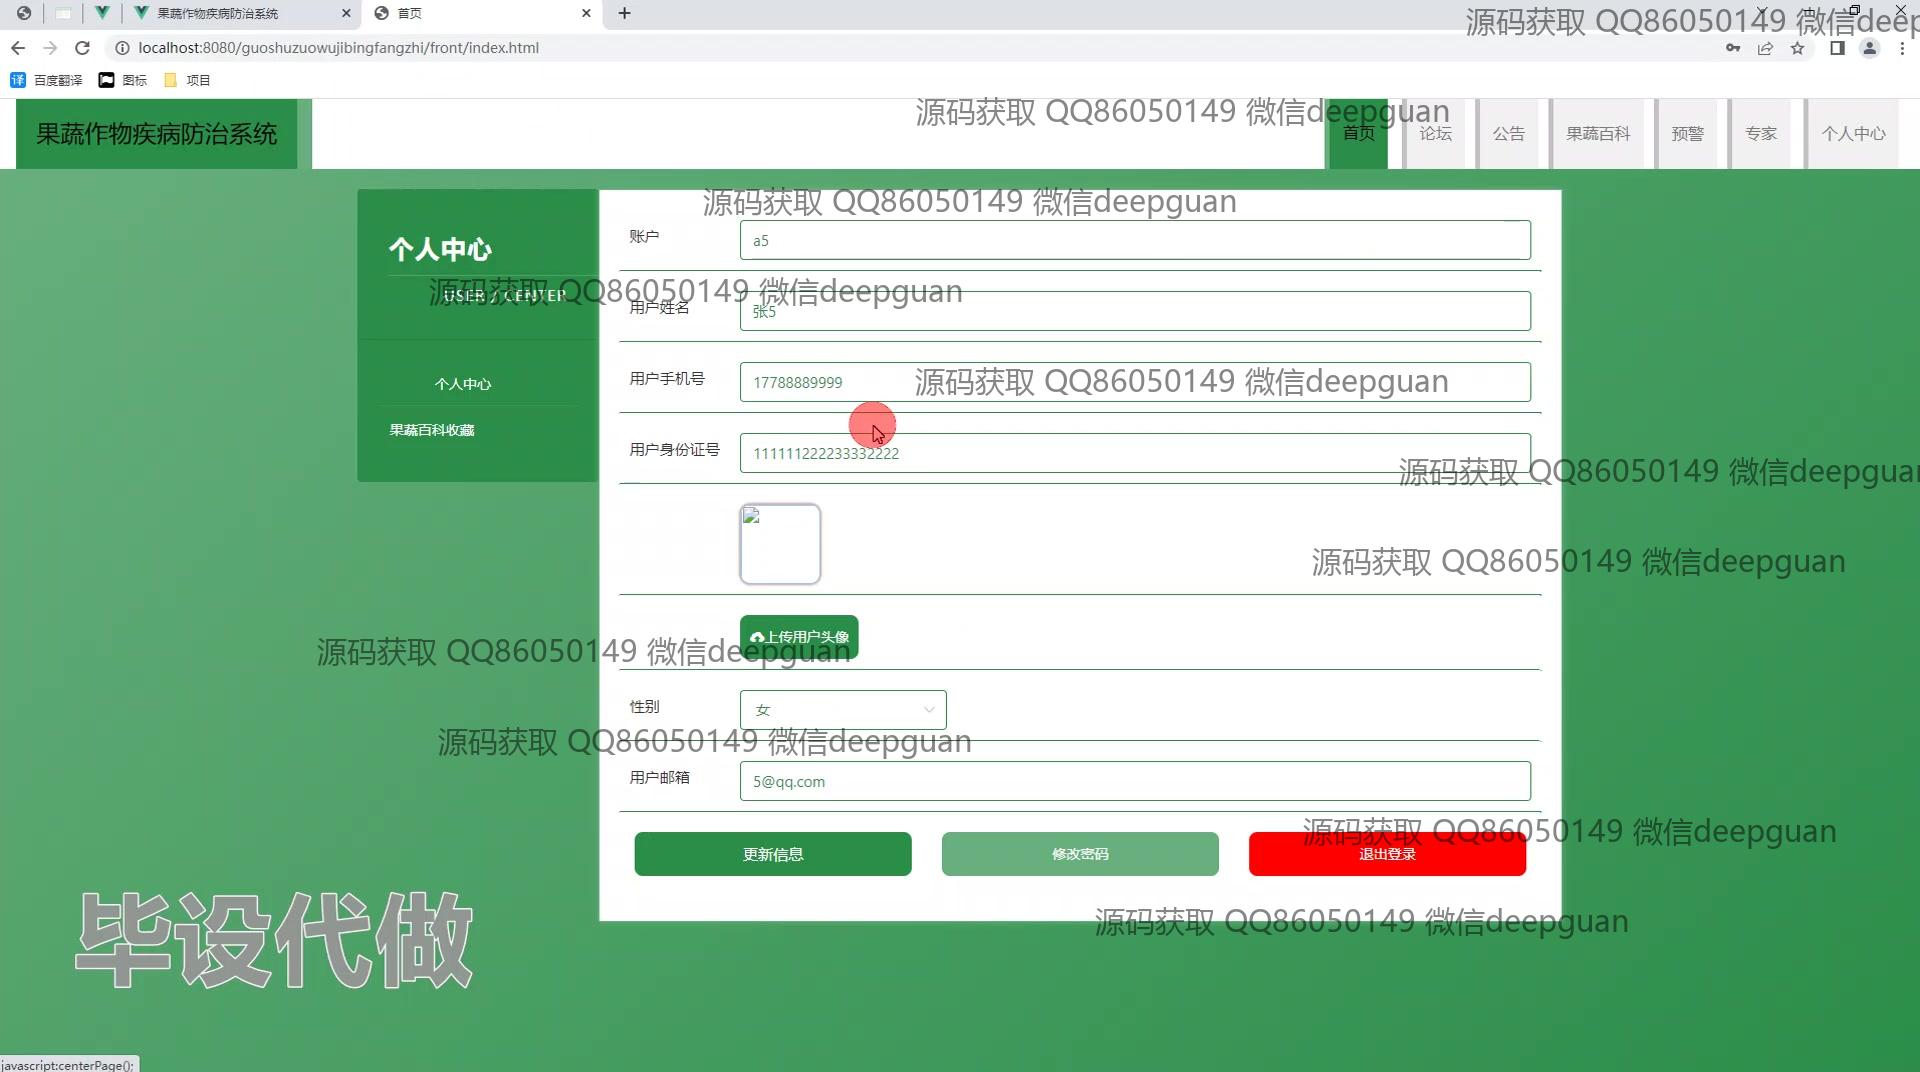 果蔬作物疾病防治系统
首页
localhost:8080/guoshuzuowujibingfangzhi/front/index.html
百度翻译
图标
项目
源码获取 QQ86050149 微信deep
果蔬作物疾病防治系统
源码获取 QQ86050149 微信deepguan
首页
论坛
公告
果蔬百科
预警
专家
个人中心
源码获取 QQ86050149 微信deepguan
个人中心
USER / CENTER
源码获取 QQ86050149 微信deepguan
个人中心
果蔬百科收藏
账户
a5
用户姓名
张5
用户手机号
17788889999
源码获取 QQ86050149 微信deepguan
用户身份证号
111111222233332222
源码获取 QQ86050149 微信deepguan
源码获取 QQ86050149 微信deepguan
上传用户头像
源码获取 QQ86050149 微信deepguan
性别
女
源码获取 QQ86050149 微信deepguan
用户邮箱
5@qq.com
源码获取 QQ86050149 微信deepguan
更新信息
修改密码
退出登录
源码获取 QQ86050149 微信deepguan
毕设代做
javascript:centerPage();